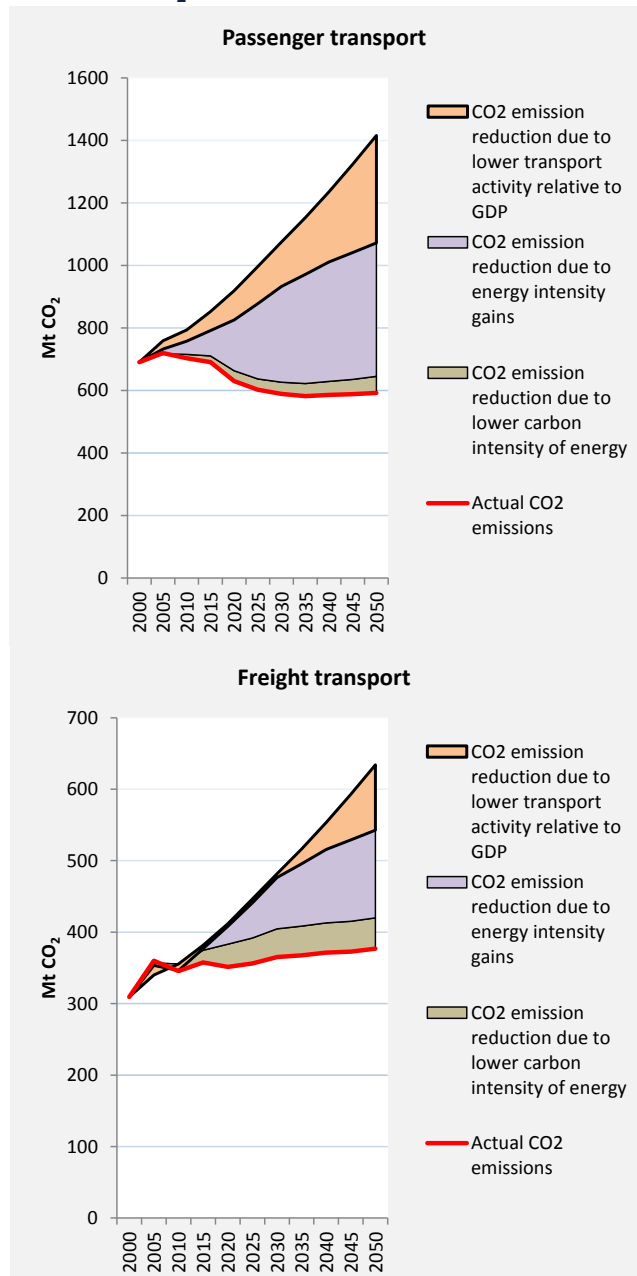 Passenger transport
1600
1400
1200
1000
800
600
400
200
0
Mt CO2
2000
2005
2010
2015
2020
2025
2030
2035
2040
2045
2050
CO2 emission
reduction due to
lower transport
activity relative to
GDP
CO2 emission
reduction due to
energy intensity
gains
CO2 emission
reduction due to
lower carbon
intensity of energy
Actual CO2
emissions
Freight transport
700
600
500
400
300
200
100
0
Mt CO2
2000
2005
2010
2015
2020
2025
2030
2035
2040
2045
2050
CO2 emission
reduction due to
lower transport
activity relative to
GDP
CO2 emission
reduction due to
energy intensity
gains
CO2 emission
reduction due to
lower carbon
intensity of energy
Actual CO2
emissions